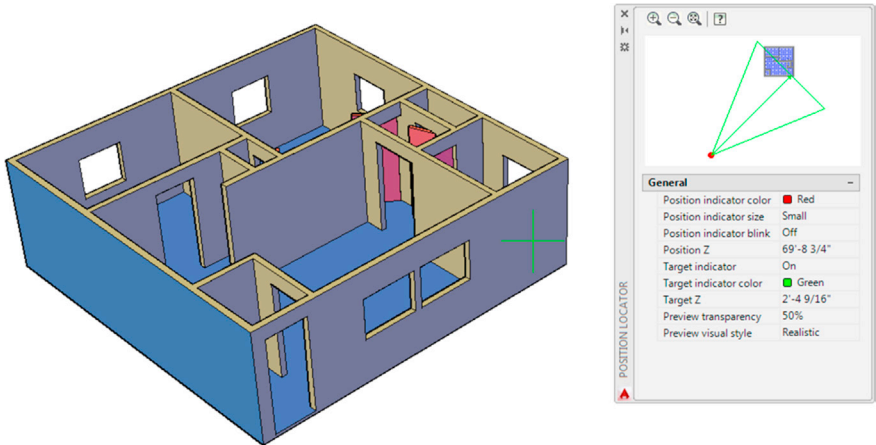 General
Position indicator color Red
Position indicator size Small
Position indicator blink Off
Position Z 69'-8 3/4"
Target indicator On
Target indicator color Green
Target Z 2'-4 9/16"
Preview transparency 50%
Preview visual style Realistic
POSITION LOCATOR